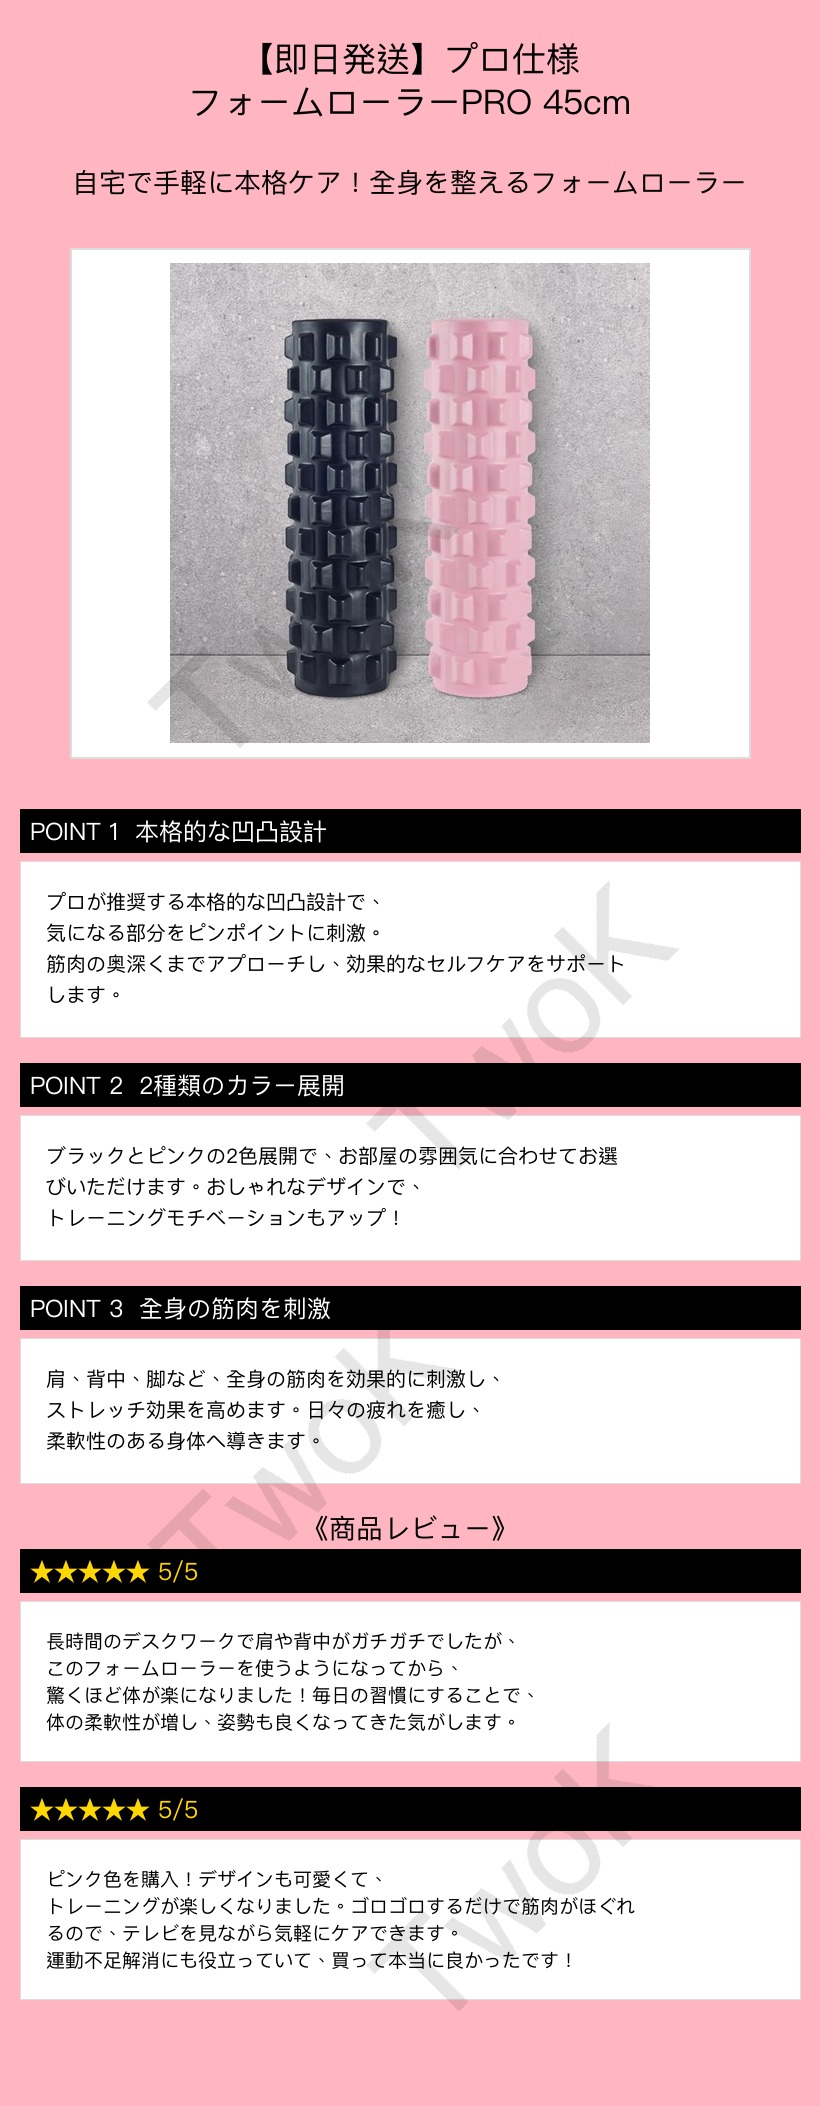 【即日発送】プロ仕様
フォームローラーPRO 45cm
自宅で手軽に本格ケア！全身を整えるフォームローラー
TwoK
POINT 1 本格的な凹凸設計
プロが推奨する本格的な凹凸設計で、
気になる部分をピンポイントに刺激。
筋肉の奥深くまでアプローチし、効果的なセルフケアをサポート
します。
TwoK
POINT 2 2種類のカラー展開
ブラックとピンクの2色展開で、お部屋の雰囲気に合わせてお選
びいただけます。おしゃれなデザインで、
トレーニングモチベーションもアップ！
POINT 3 全身の筋肉を刺激
肩、背中、脚など、全身の筋肉を効果的に刺激し、
ストレッチ効果を高めます。日々の疲れを癒し、
柔軟性のある身体へ導きます。
TwoK
《商品レビュー》
★★★★★ 5/5
長時間のデスクワークで肩や背中がガチガチでしたが、
このフォームローラーを使うようになってから、
驚くほど体が楽になりました！毎日の習慣にすることで、
体の柔軟性が増し、姿勢も良くなってきた気がします。
★★★★★ 5/5
ピンク色を購入！デザインも可愛くて、
トレーニングが楽しくなりました。ゴロゴロするだけで筋肉がほぐれ
るので、テレビを見ながら気軽にケアできます。
運動不足解消にも役立っていて、買って本当に良かったです！
TwoK